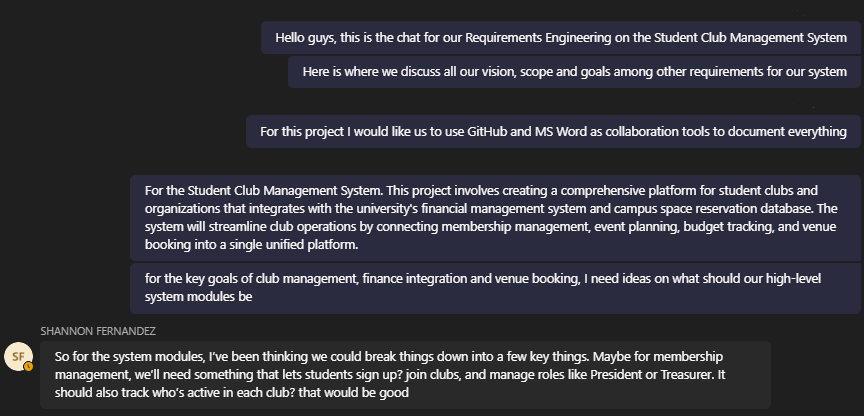 Hello guys, this is the chat for our Requirements Engineering on the Student Club Management System
Here is where we discuss all our vision, scope and goals among other requirements for our system
For this project I would like us to use GitHub and MS Word as collaboration tools to document everything
For the Student Club Management System. This project involves creating a comprehensive platform for student clubs and
organizations that integrates with the university's financial management system and campus space reservation database. The
system will streamline club operations by connecting membership management, event planning, budget tracking, and venue
booking into a single unified platform.
for the key goals of club management, finance integration and venue booking, I need ideas on what should our high-level
system modules be
SHANNON FERNANDEZ
SF
So for the system modules, I've been thinking we could break things down into a few key things. Maybe for membership
management, we'll need something that lets students sign up? join clubs, and manage roles like President or Treasurer. It
should also track who's active in each club? that would be good